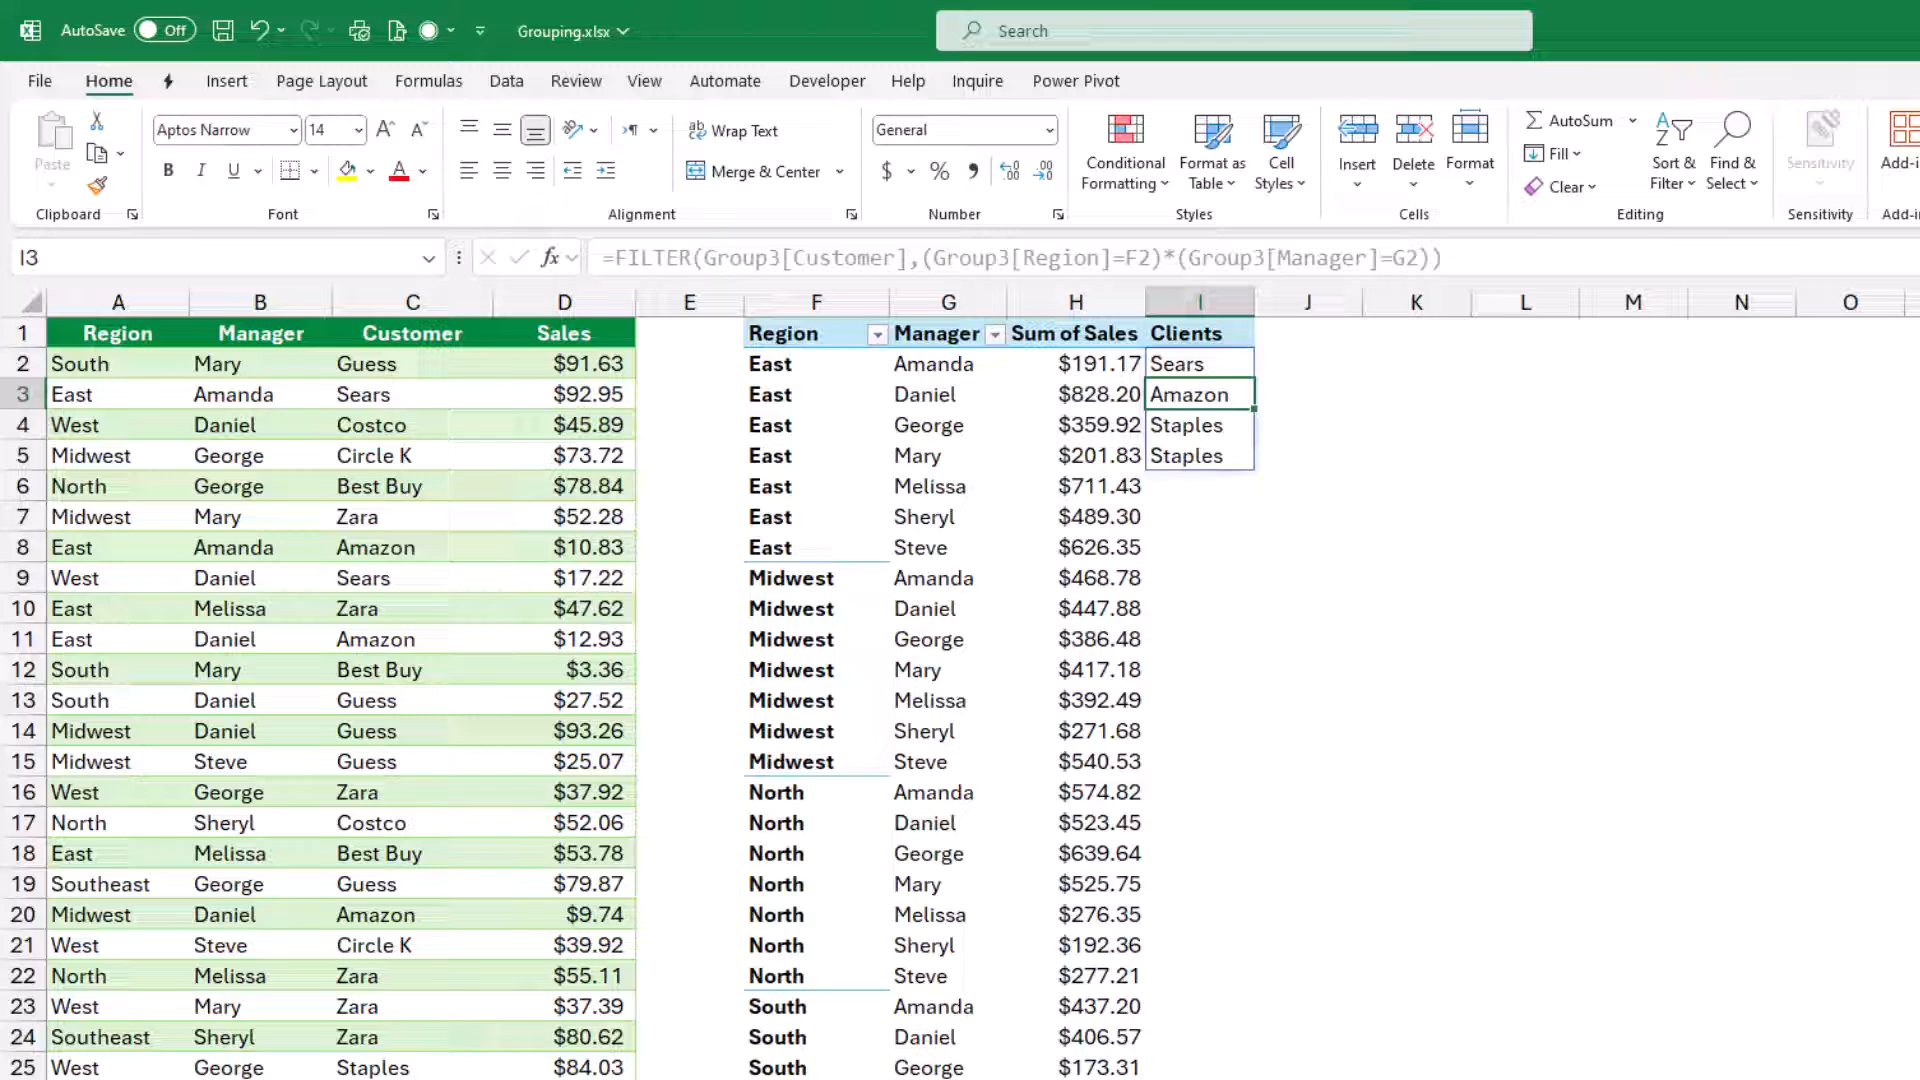 AutoSave Off Grouping.xlsx Search
File Home Insert Page Layout Formulas Data Review View Automate Developer Help Inquire Power Pivot
Paste Aptos Narrow 14 Wrap Text General Conditional Formatting Format as Table Cell Styles Insert Delete Format AutoSum Fill Clear Sort & Filter Find & Select Sensitivity
B I U Merge & Center $ %
Clipboard Font Alignment Number Styles Cells Editing Sensitivity
I3 fx =FILTER(Group3[Customer],(Group3[Region]=F2)*(Group3[Manager]=G2))
A B C D E F G H I J K L M N O
1 Region Manager Customer Sales Region Manager Sum of Sales Clients
2 South Mary Guess $91.63 East Amanda $191.17 Sears
3 East Amanda Sears $92.95 East Daniel $828.20 Amazon
4 West Daniel Costco $45.89 East George $359.92 Staples
5 Midwest George Circle K $73.72 East Mary $201.83 Staples
6 North George Best Buy $78.84 East Melissa $711.43
7 Midwest Mary Zara $52.28 East Sheryl $489.30
8 East Amanda Amazon $10.83 East Steve $626.35
9 West Daniel Sears $17.22 Midwest Amanda $468.78
10 East Melissa Zara $47.62 Midwest Daniel $447.88
11 East Daniel Amazon $12.93 Midwest George $386.48
12 South Mary Best Buy $3.36 Midwest Mary $417.18
13 South Daniel Guess $27.52 Midwest Melissa $392.49
14 Midwest Daniel Guess $93.26 Midwest Sheryl $271.68
15 Midwest Steve Guess $25.07 Midwest Steve $540.53
16 West George Zara $37.92 North Amanda $574.82
17 North Sheryl Costco $52.06 North Daniel $523.45
18 East Melissa Best Buy $53.78 North George $639.64
19 Southeast George Guess $79.87 North Mary $525.75
20 Midwest Daniel Amazon $9.74 North Melissa $276.35
21 West Steve Circle K $39.92 North Sheryl $192.36
22 North Melissa Zara $55.11 North Steve $277.21
23 West Mary Zara $37.39 South Amanda $437.20
24 Southeast Sheryl Zara $80.62 South Daniel $406.57
25 West George Staples $84.03 South George $173.31